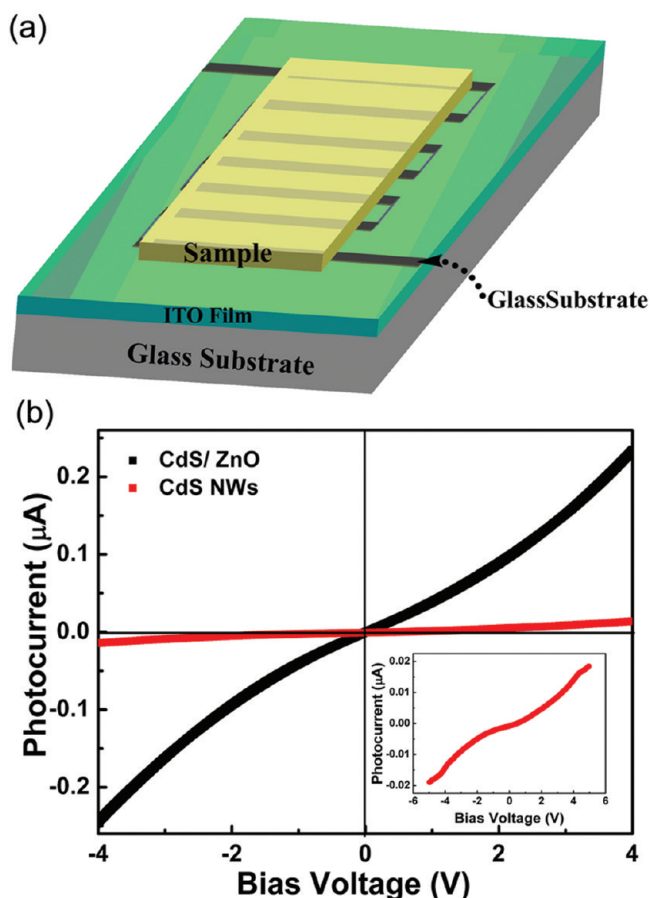 (a)
Sample
GlassSubstrate
ITO Film
Glass Substrate
(b)
CdS/ ZnO
CdS NWs
Photocurrent (μA)
0.2
0.1
0.0
-0.1
-0.2
-4
-2
0
2
4
Bias Voltage (V)
Photocurrent (μA)
0.02
0.01
0.00
-0.01
-0.02
-6
-4
-2
0
2
4
6
Bias Voltage (V)